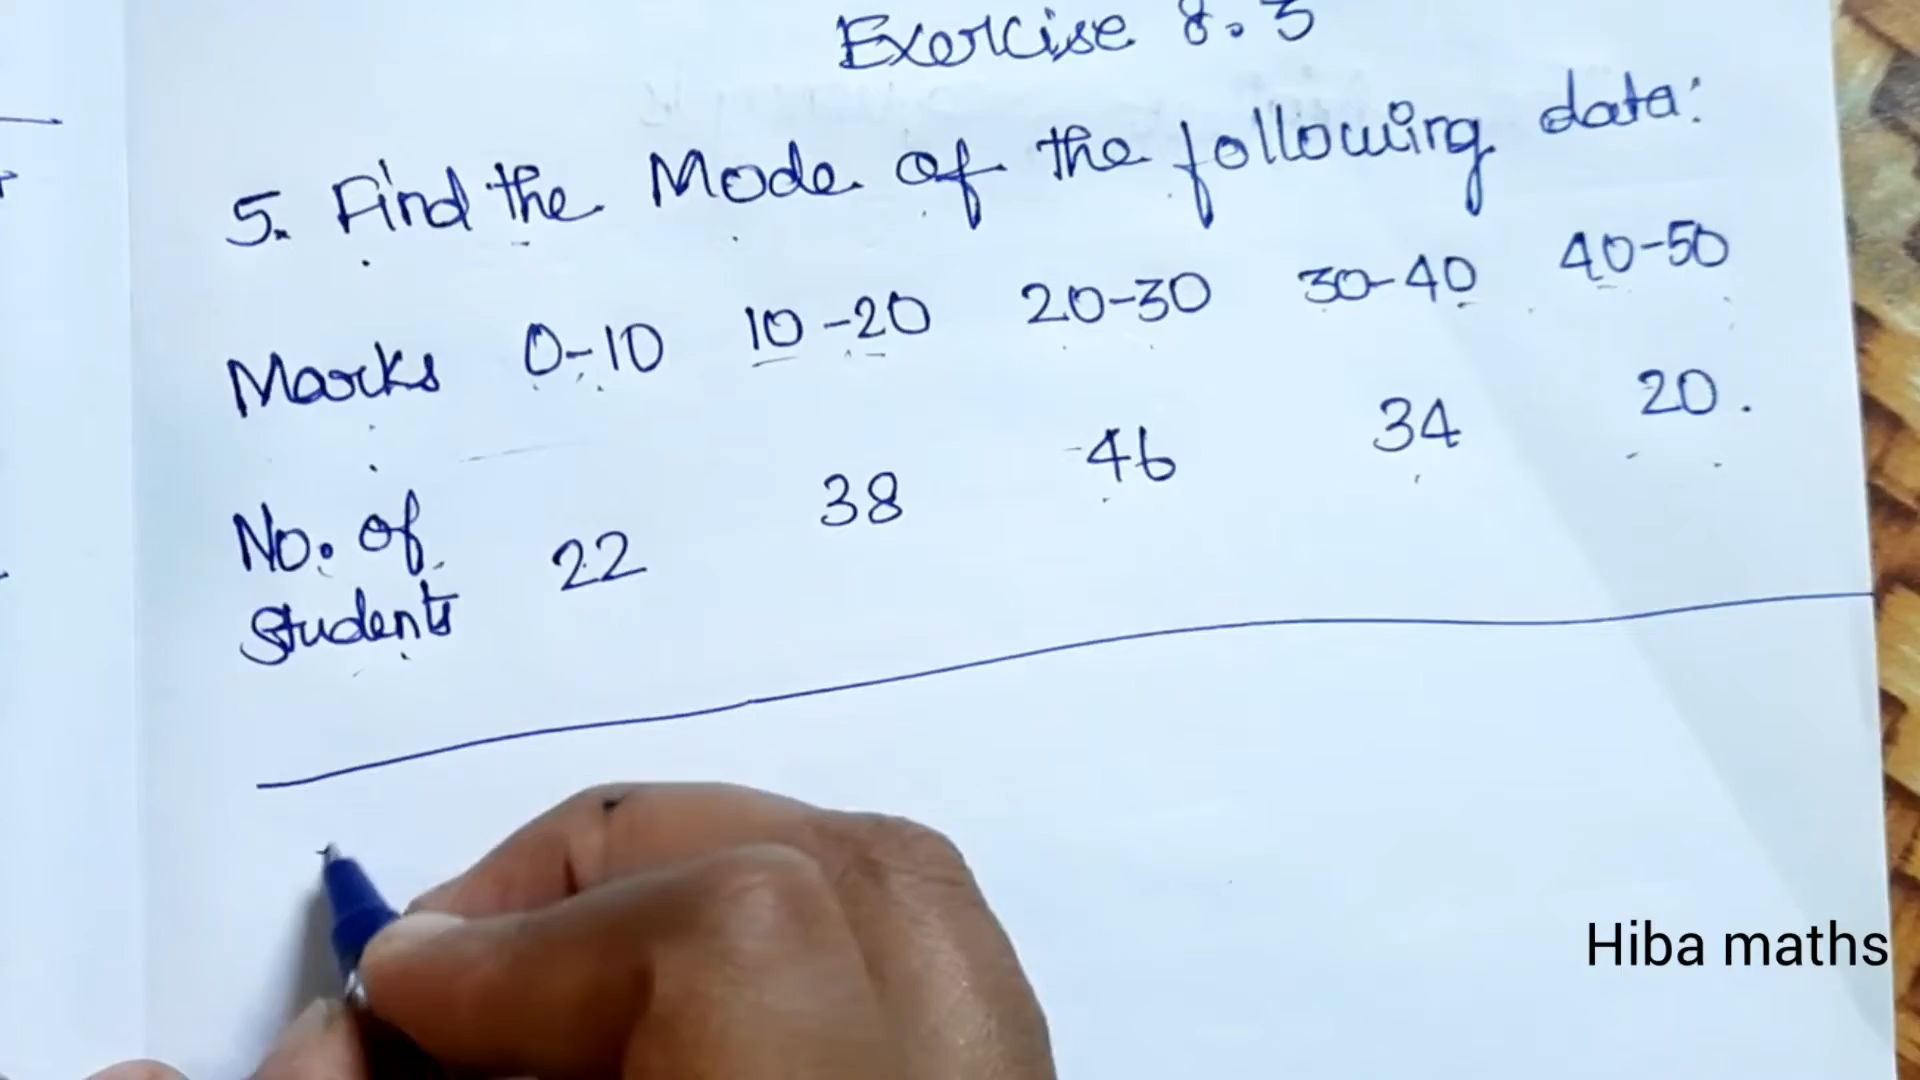 Exercise 8.3
5. Find the Mode of the following data:
Marks 0-10 10-20 20-30 30-40 40-50
No. of
Students 22 38 46 34 20.
Hiba maths